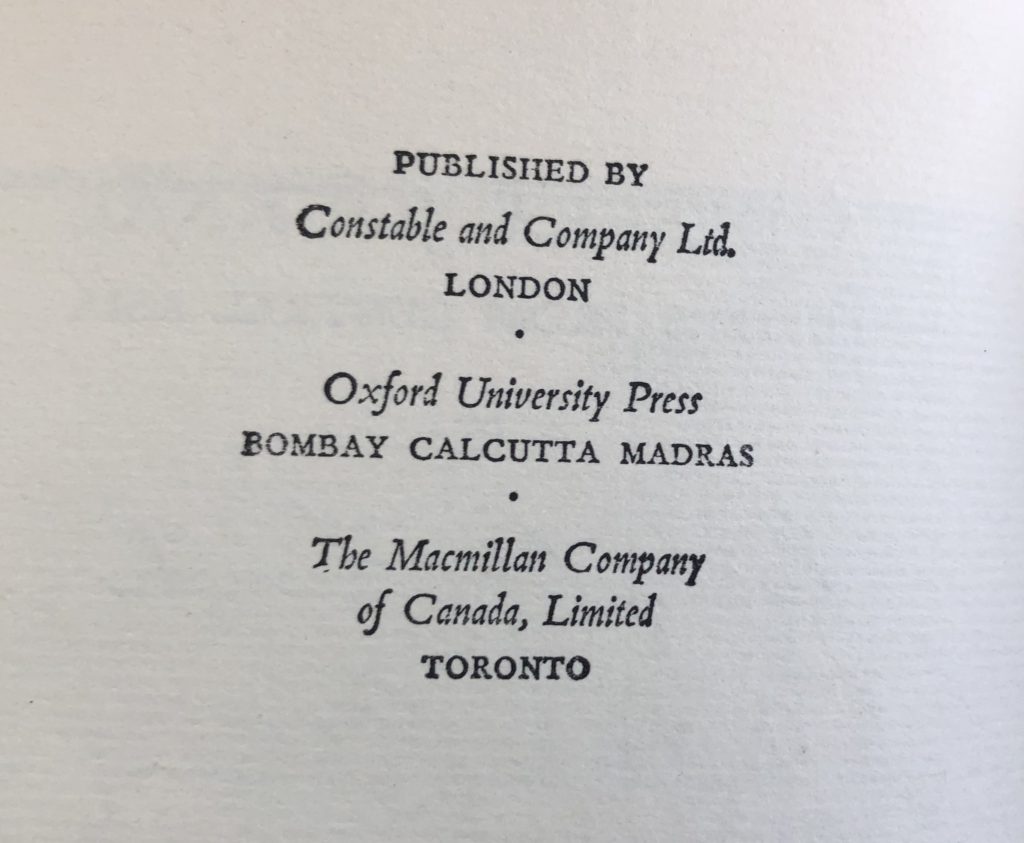 PUBLISHED BY
Constable and Company Ltd.
LONDON
•
Oxford University Press
BOMBAY CALCUTTA MADRAS
•
The Macmillan Company
of Canada, Limited
TORONTO